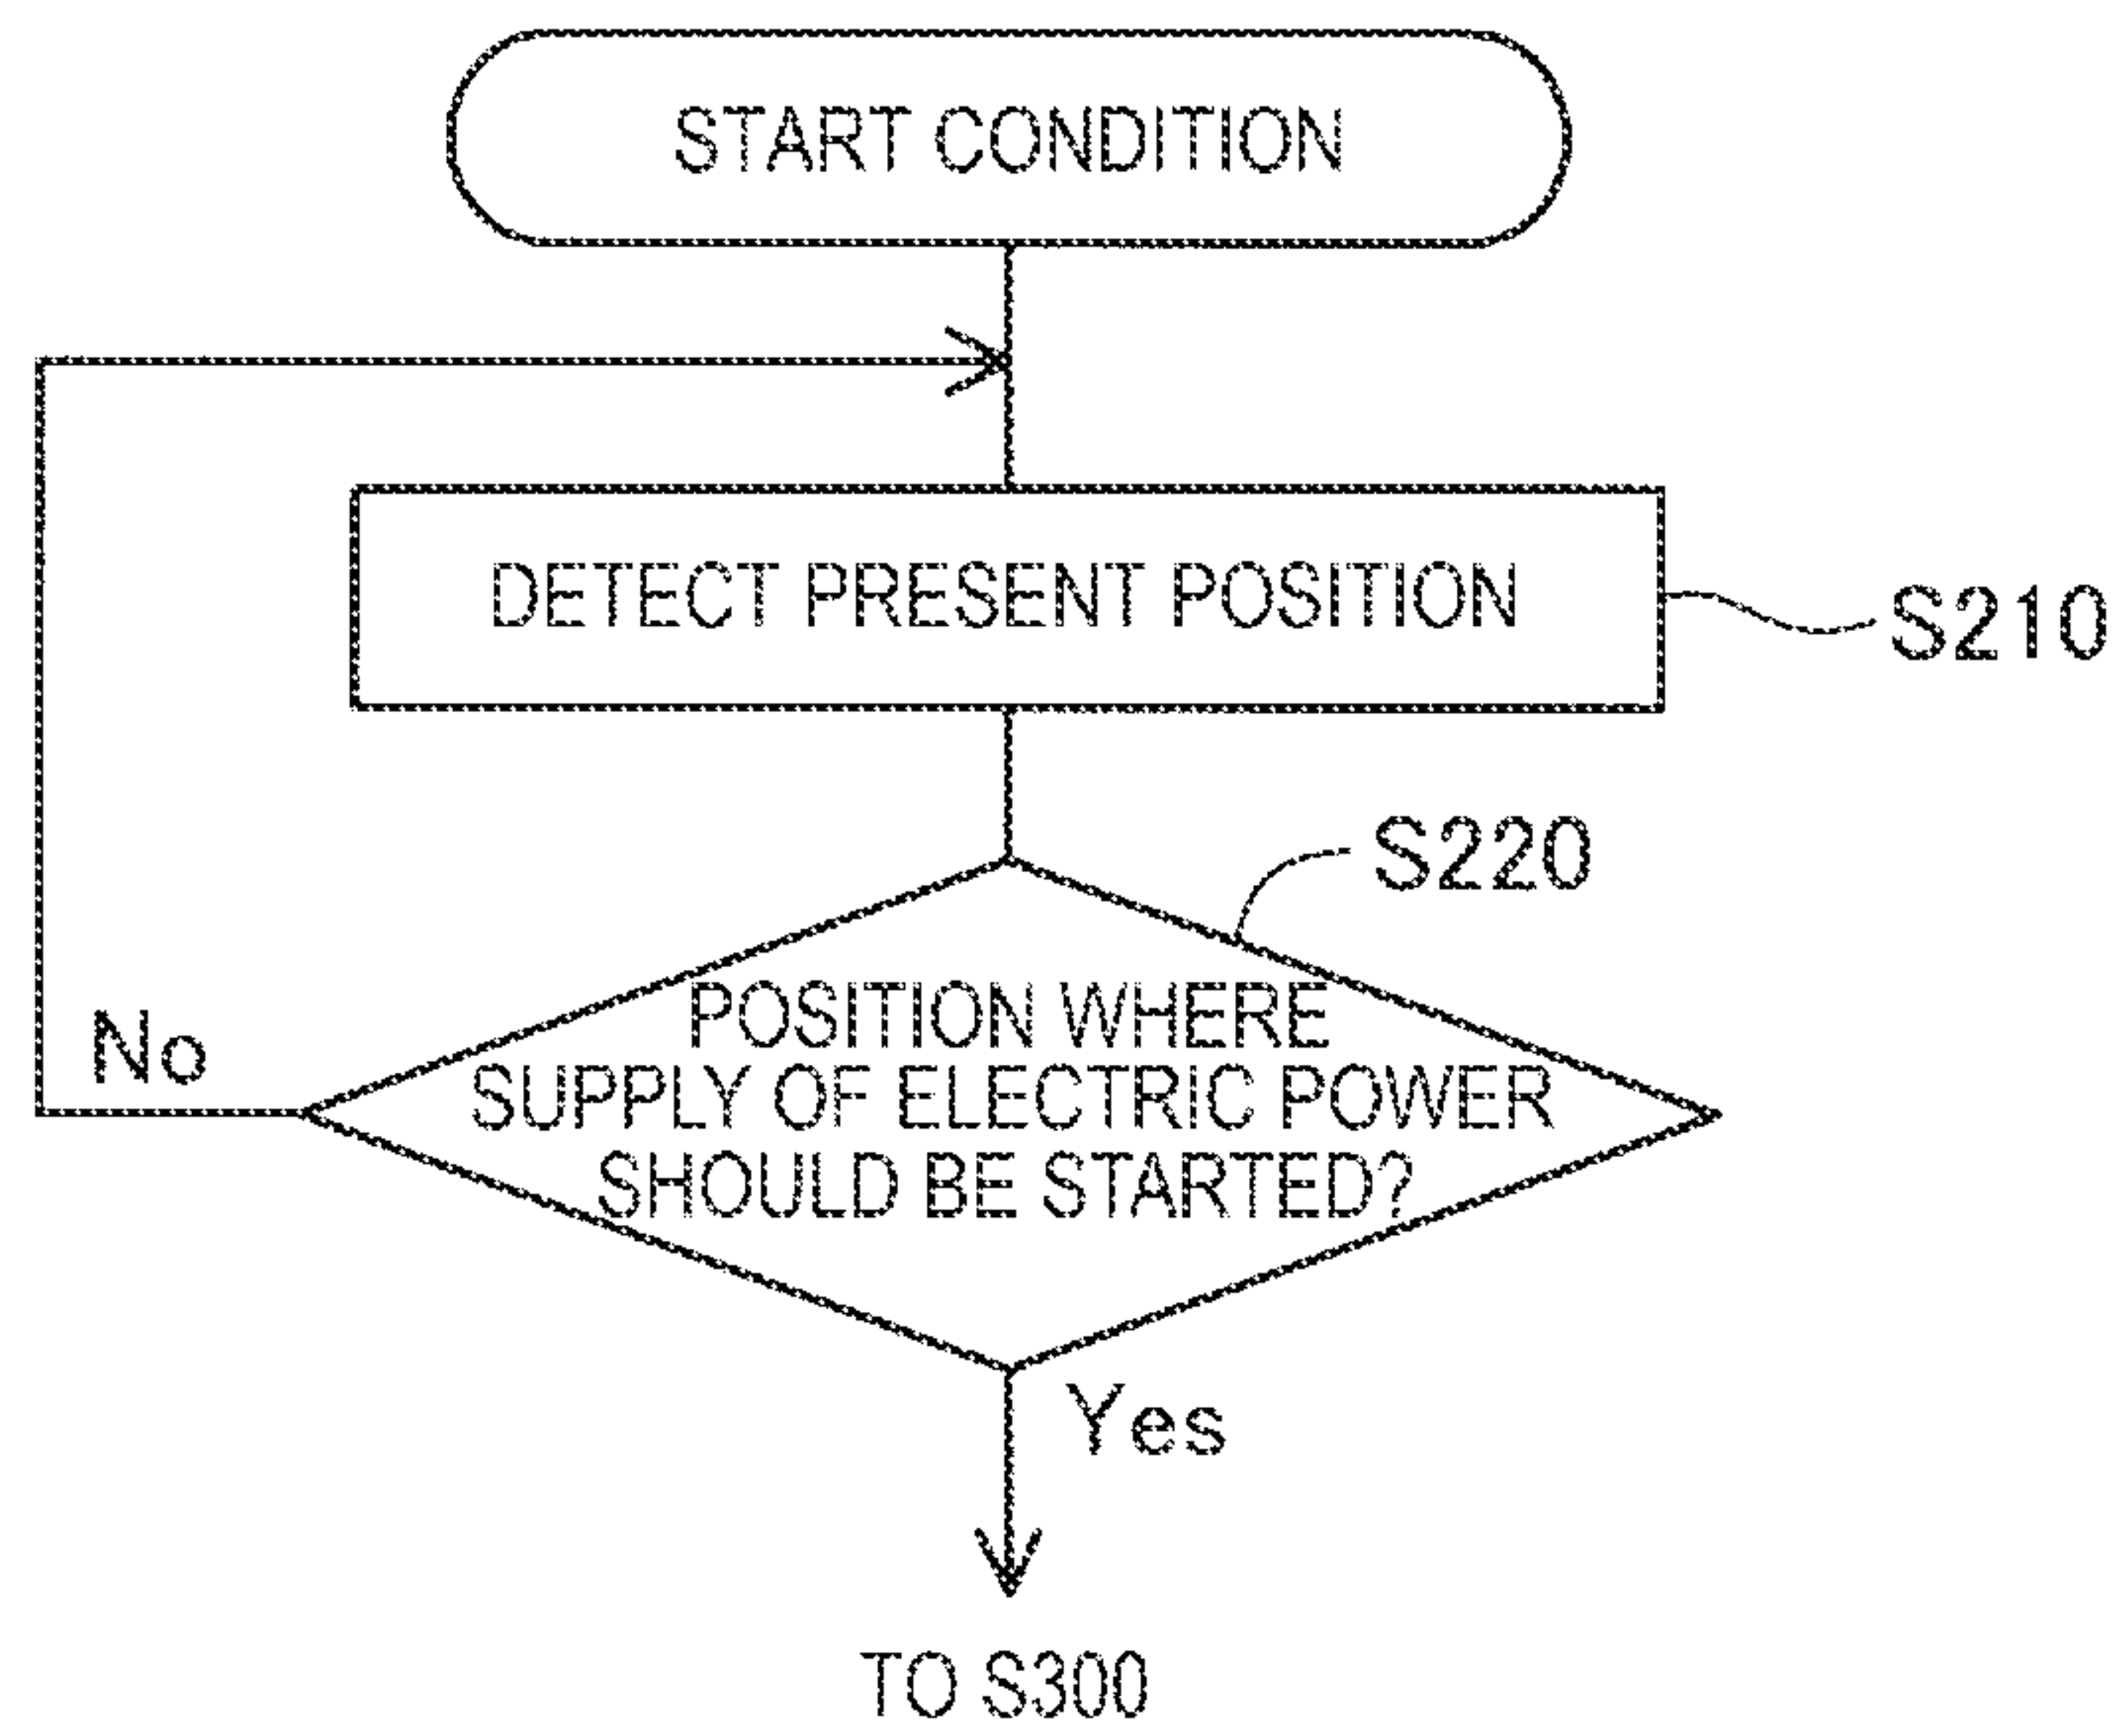 START CONDITION
DETECT PRESENT POSITION
S210
S220
POSITION WHERE
SUPPLY OF ELECTRIC POWER
SHOULD BE STARTED?
No
Yes
TO S300